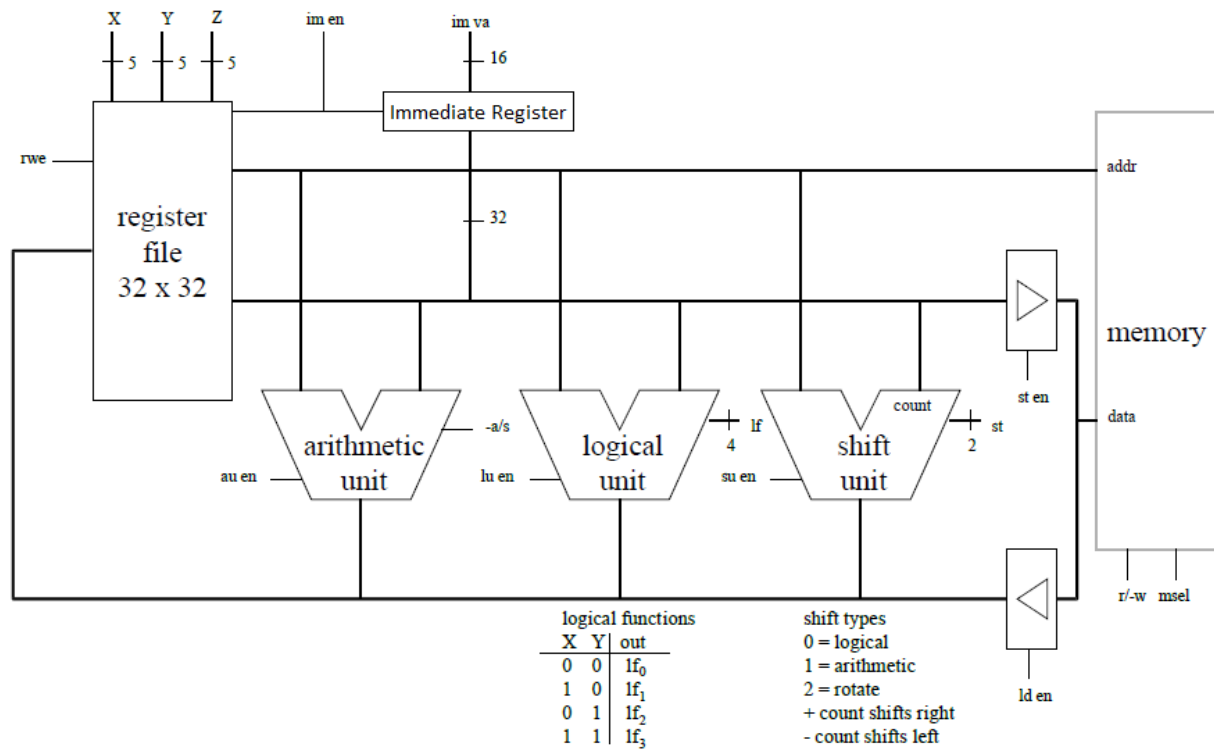 X Y Z im en im va
5 5 5 16
Immediate Register
rwe
addr
register
file
32 x 32
32
memory
st en
count
data
-a/s
lf
st
4
2
arithmetic
unit
logical
unit
shift
unit
au en
lu en
su en
r/-w msel
ld en
logical functions
X Y out
0 0 lf0
1 0 lf1
0 1 lf2
1 1 lf3
shift types
0 = logical
1 = arithmetic
2 = rotate
+ count shifts right
- count shifts left